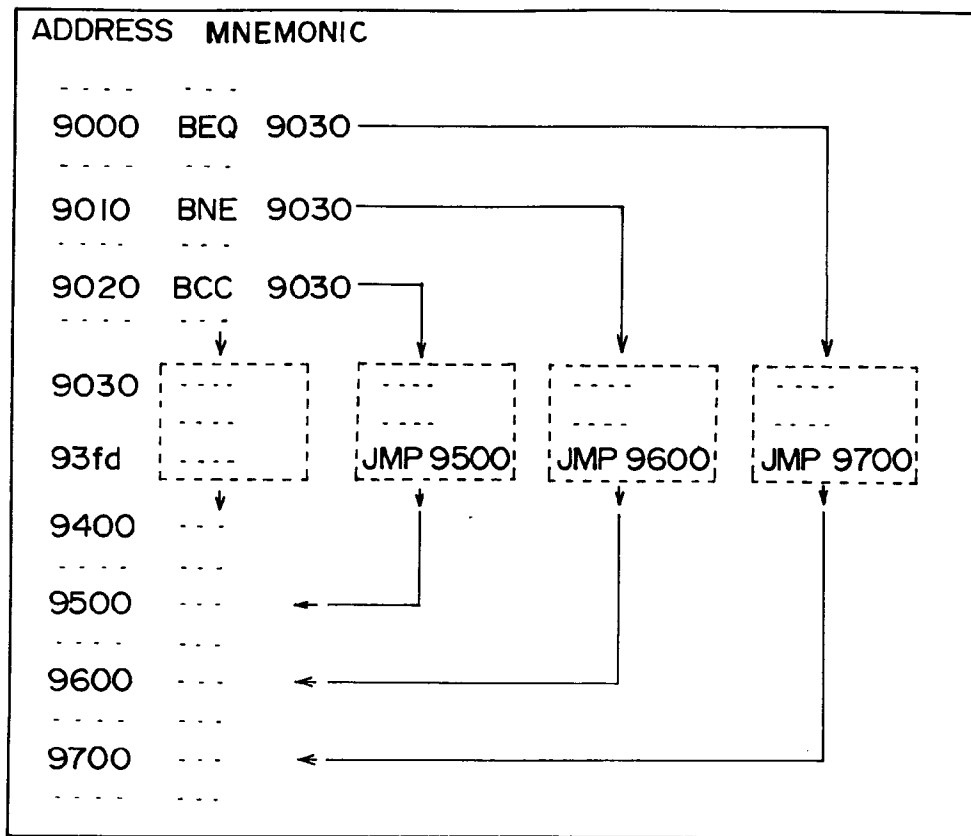 ADDRESS MNEMONIC
- - - - - - -
9000 BEQ 9030
- - - - - - -
9010 BNE 9030
- - - - - - -
9020 BCC 9030
- - - - - - -
9030 - - - - - - - - - - - - - - - -
- - - - - - - - - - - - - - - -
93fd - - - - JMP 9500 JMP 9600 JMP 9700
9400 - - -
- - - - - - -
9500 - - -
- - - - - - -
9600 - - -
- - - - - - -
9700 - - -
- - - - - - -